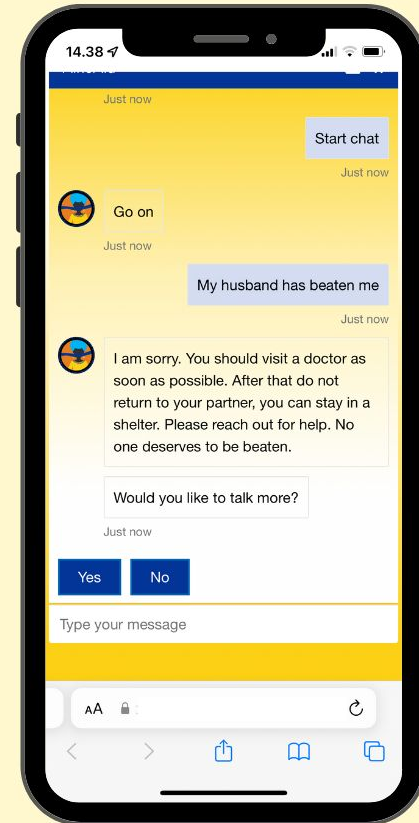 14.38
Just now
Start chat
Just now
Go on
Just now
My husband has beaten me
Just now
I am sorry. You should visit a doctor as
soon as possible. After that do not
return to your partner, you can stay in a
shelter. Please reach out for help. No
one deserves to be beaten.
Would you like to talk more?
Just now
Yes
No
Type your message
AA